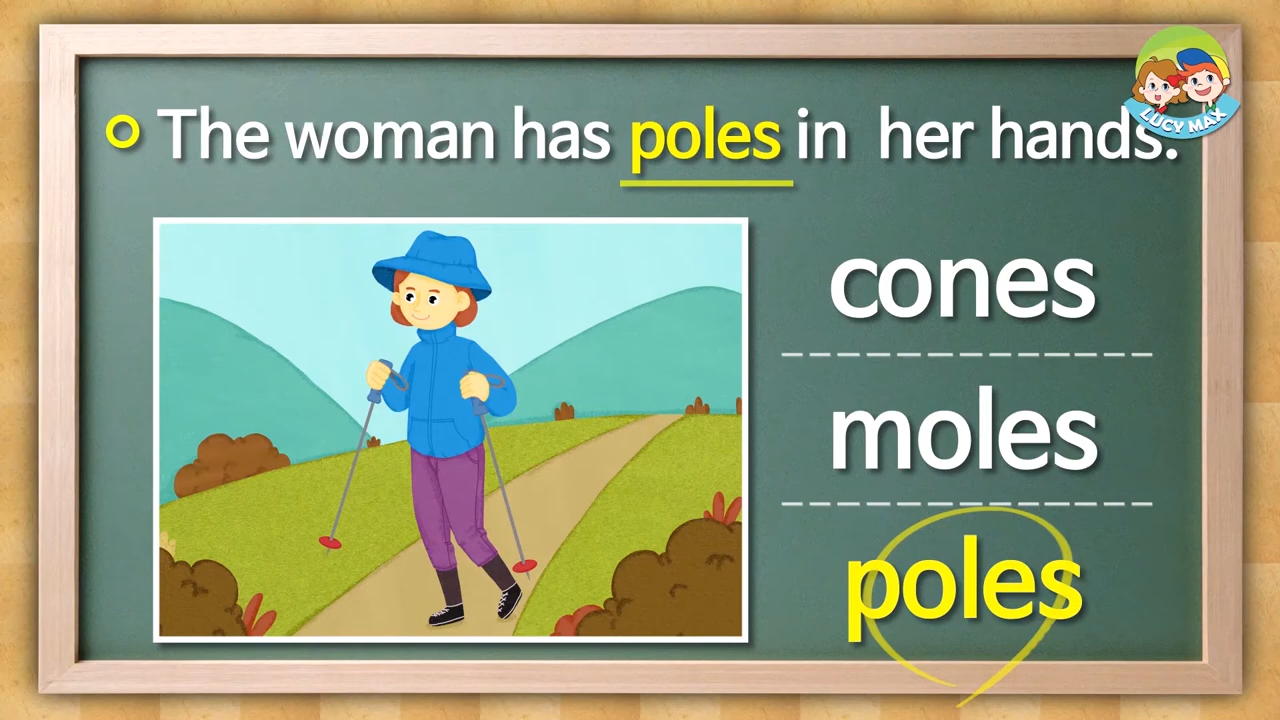 The woman has poles in her hands.
LUCY MAX
cones
moles
poles